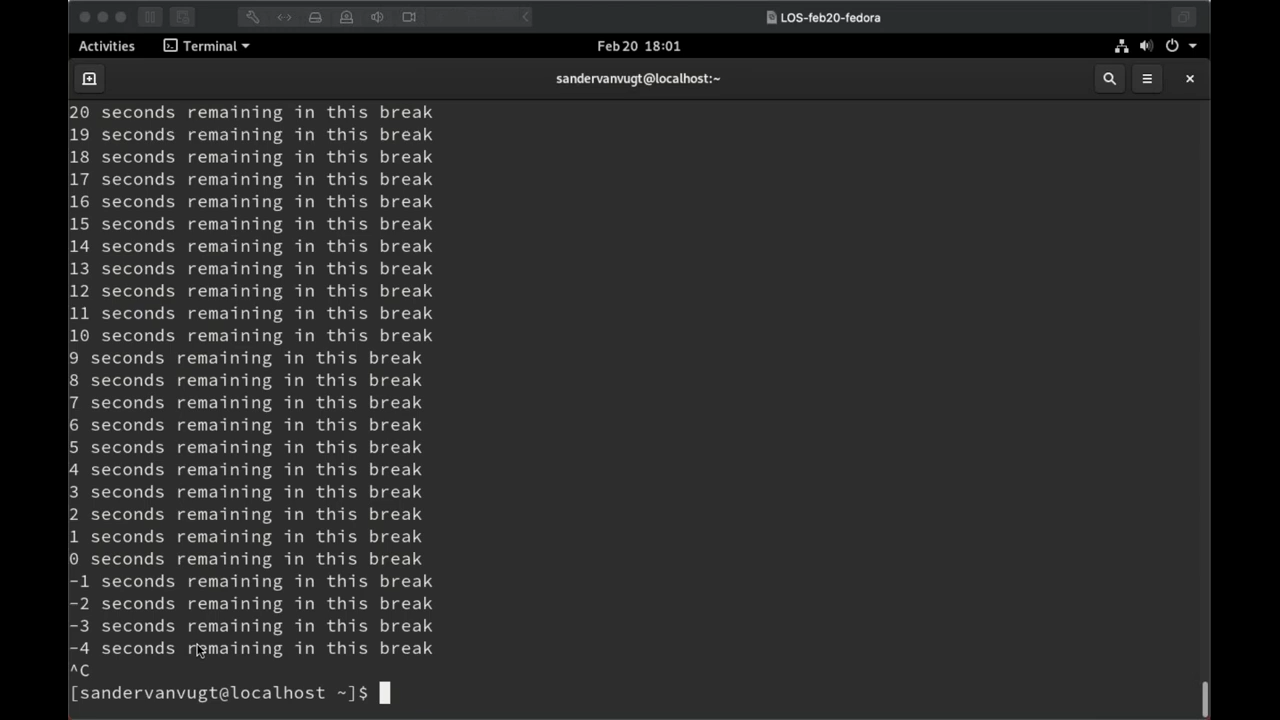 LOS-feb20-fedora
Activities Terminal Feb 20 18:01
sandervanvugt@localhost:~
20 seconds remaining in this break
19 seconds remaining in this break
18 seconds remaining in this break
17 seconds remaining in this break
16 seconds remaining in this break
15 seconds remaining in this break
14 seconds remaining in this break
13 seconds remaining in this break
12 seconds remaining in this break
11 seconds remaining in this break
10 seconds remaining in this break
9 seconds remaining in this break
8 seconds remaining in this break
7 seconds remaining in this break
6 seconds remaining in this break
5 seconds remaining in this break
4 seconds remaining in this break
3 seconds remaining in this break
2 seconds remaining in this break
1 seconds remaining in this break
0 seconds remaining in this break
-1 seconds remaining in this break
-2 seconds remaining in this break
-3 seconds remaining in this break
-4 seconds remaining in this break
^C
[sandervanvugt@localhost ~]$